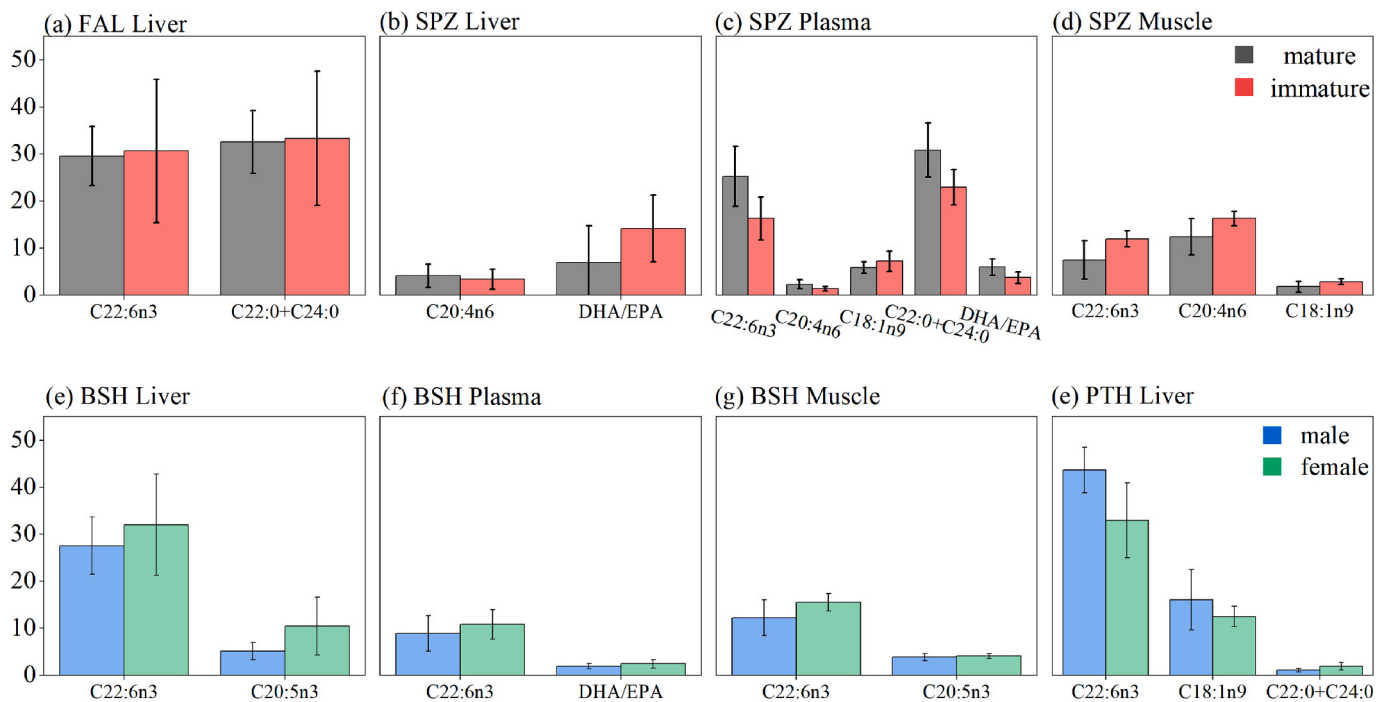 (a) FAL Liver
(b) SPZ Liver
(c) SPZ Plasma
(d) SPZ Muscle
50
40
30
20
10
0
mature
immature
C22:6n3
C22:0+C24:0
C20:4n6
DHA/EPA
C22:6n3
C20:4n6
C18:1n9
C22:0+C24:0
DHA/EPA
C22:6n3
C20:4n6
C18:1n9
(e) BSH Liver
(f) BSH Plasma
(g) BSH Muscle
(e) PTH Liver
50
40
30
20
10
0
male
female
C22:6n3
C20:5n3
C22:6n3
DHA/EPA
C22:6n3
C20:5n3
C22:6n3
C18:1n9
C22:0+C24:0